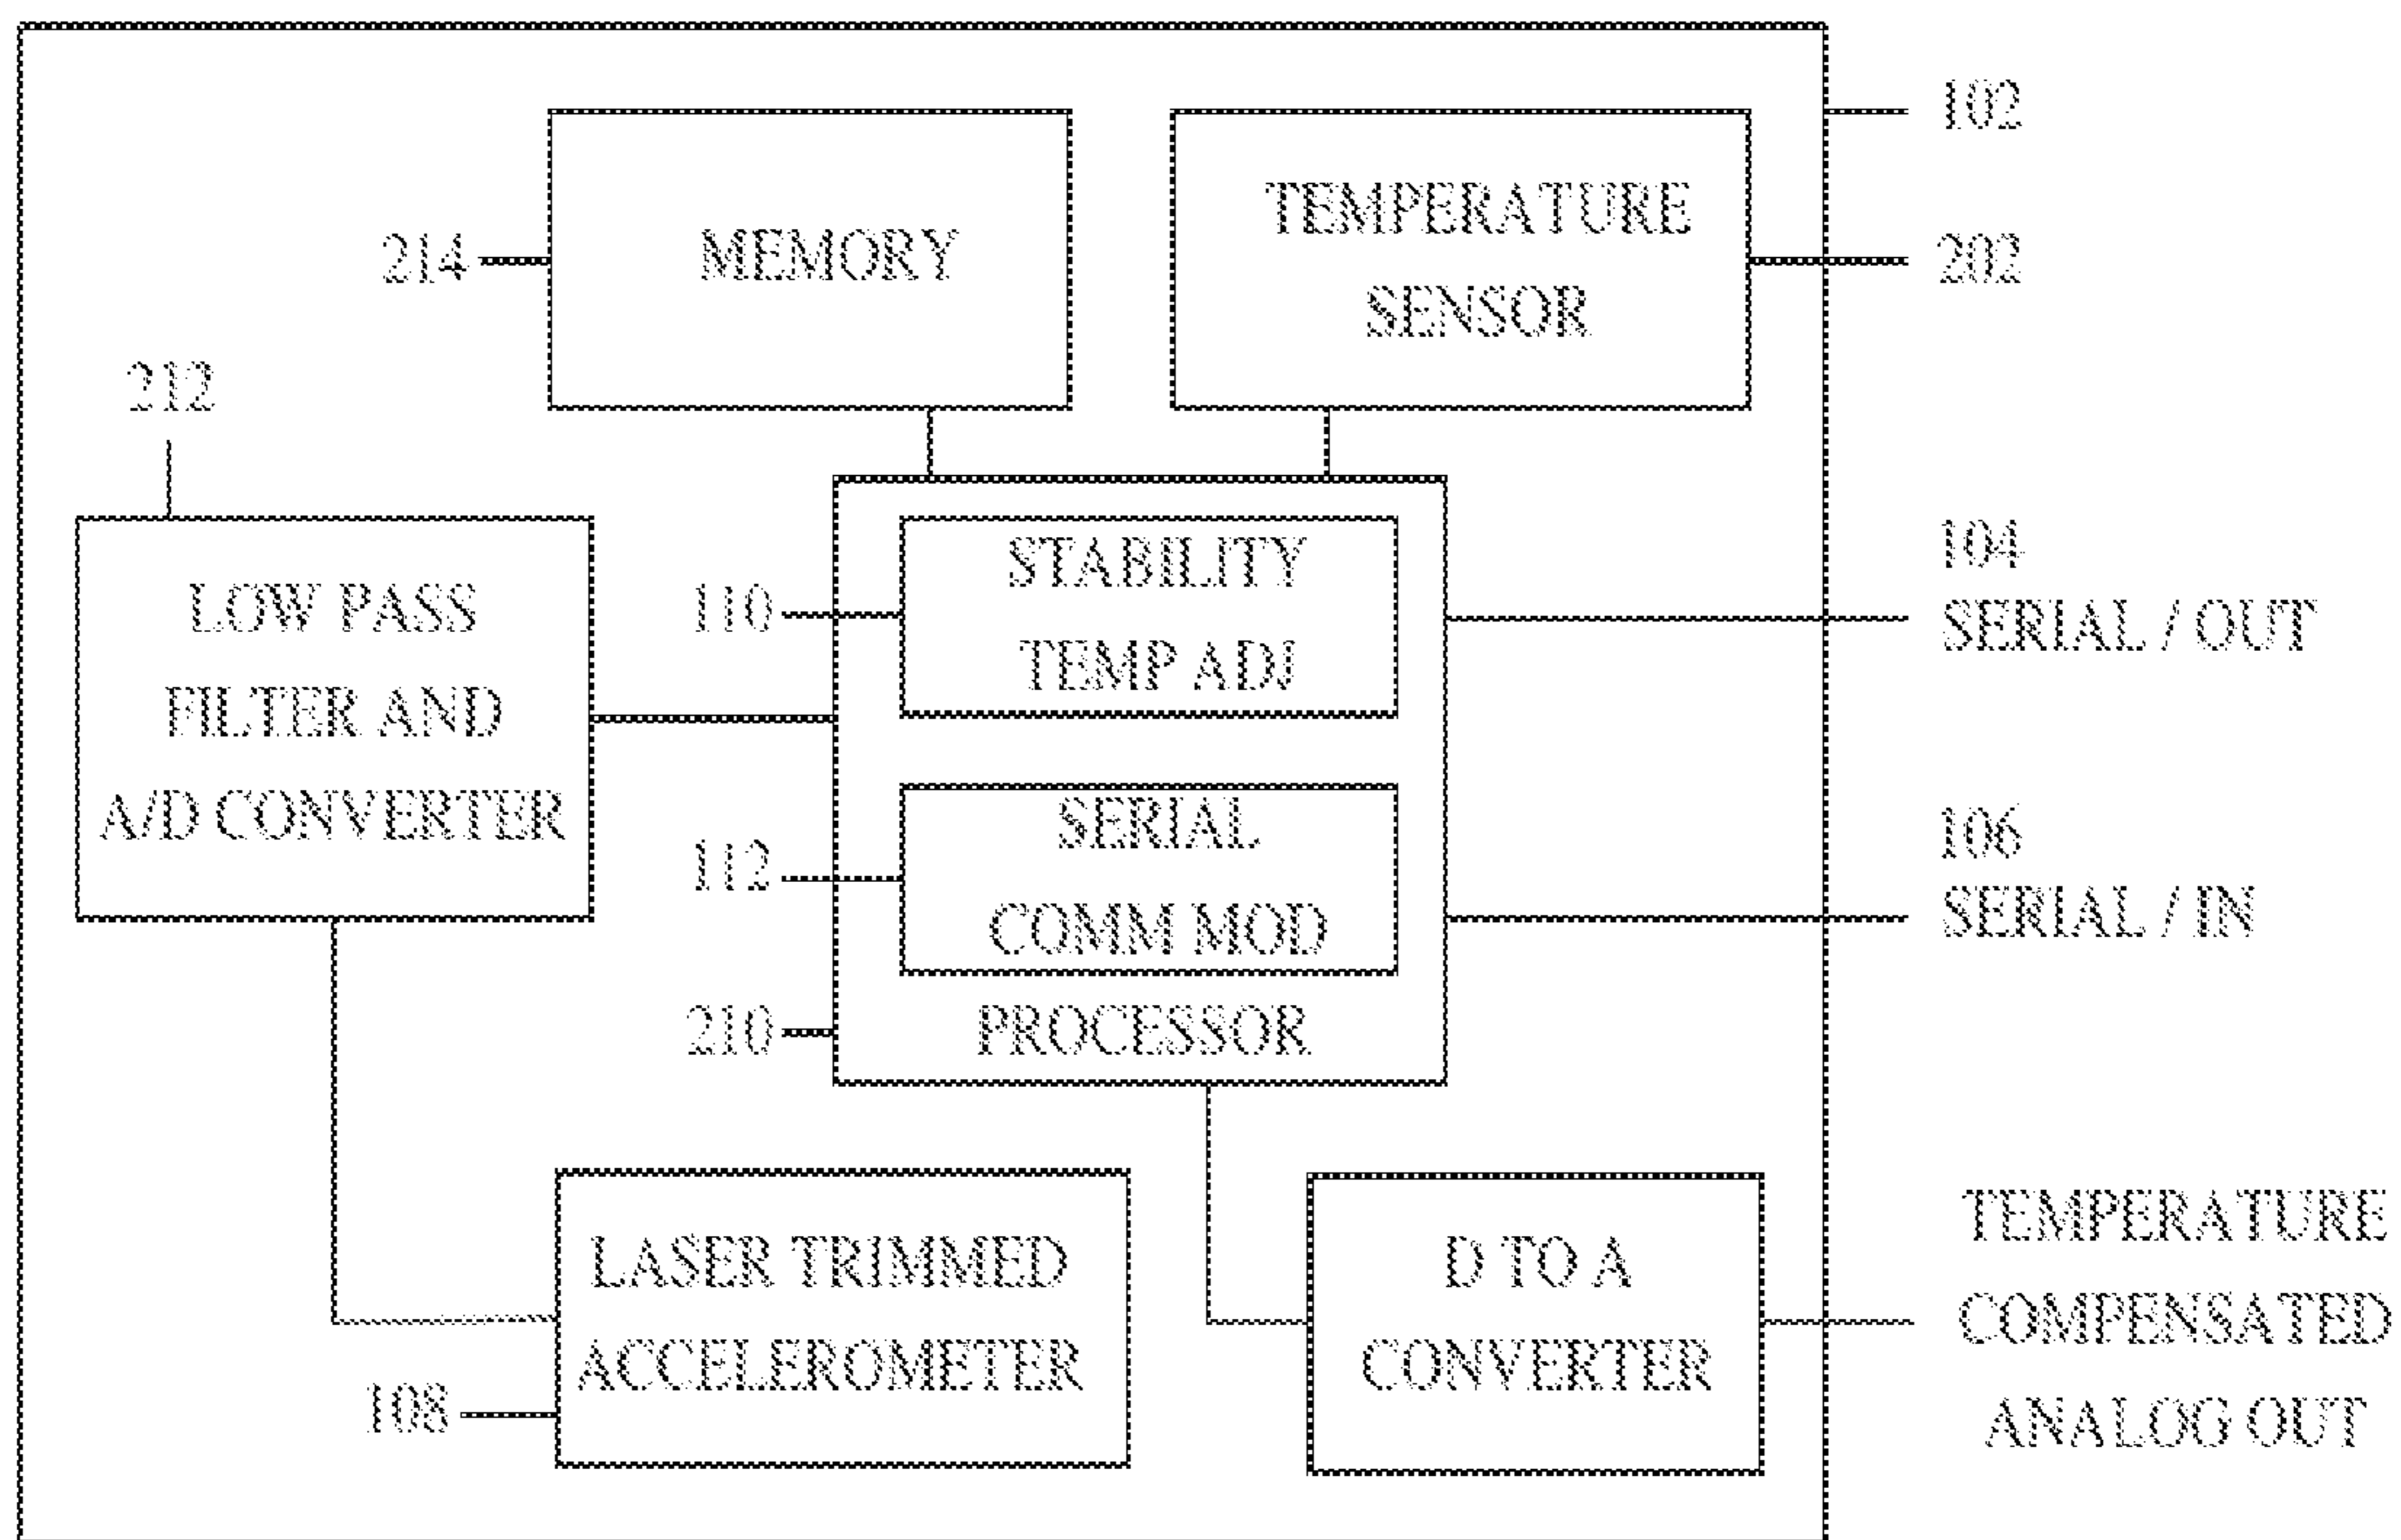 102
214
MEMORY
TEMPERATURE
SENSOR
202
212
LOW PASS
FILTER AND
A/D CONVERTER
110
STABILITY
TEMP ADJ
104
SERIAL / OUT
112
SERIAL
COMM MOD
106
SERIAL / IN
210
PROCESSOR
LASER TRIMMED
ACCELEROMETER
108
D TO A
CONVERTER
TEMPERATURE
COMPENSATED
ANALOG OUT